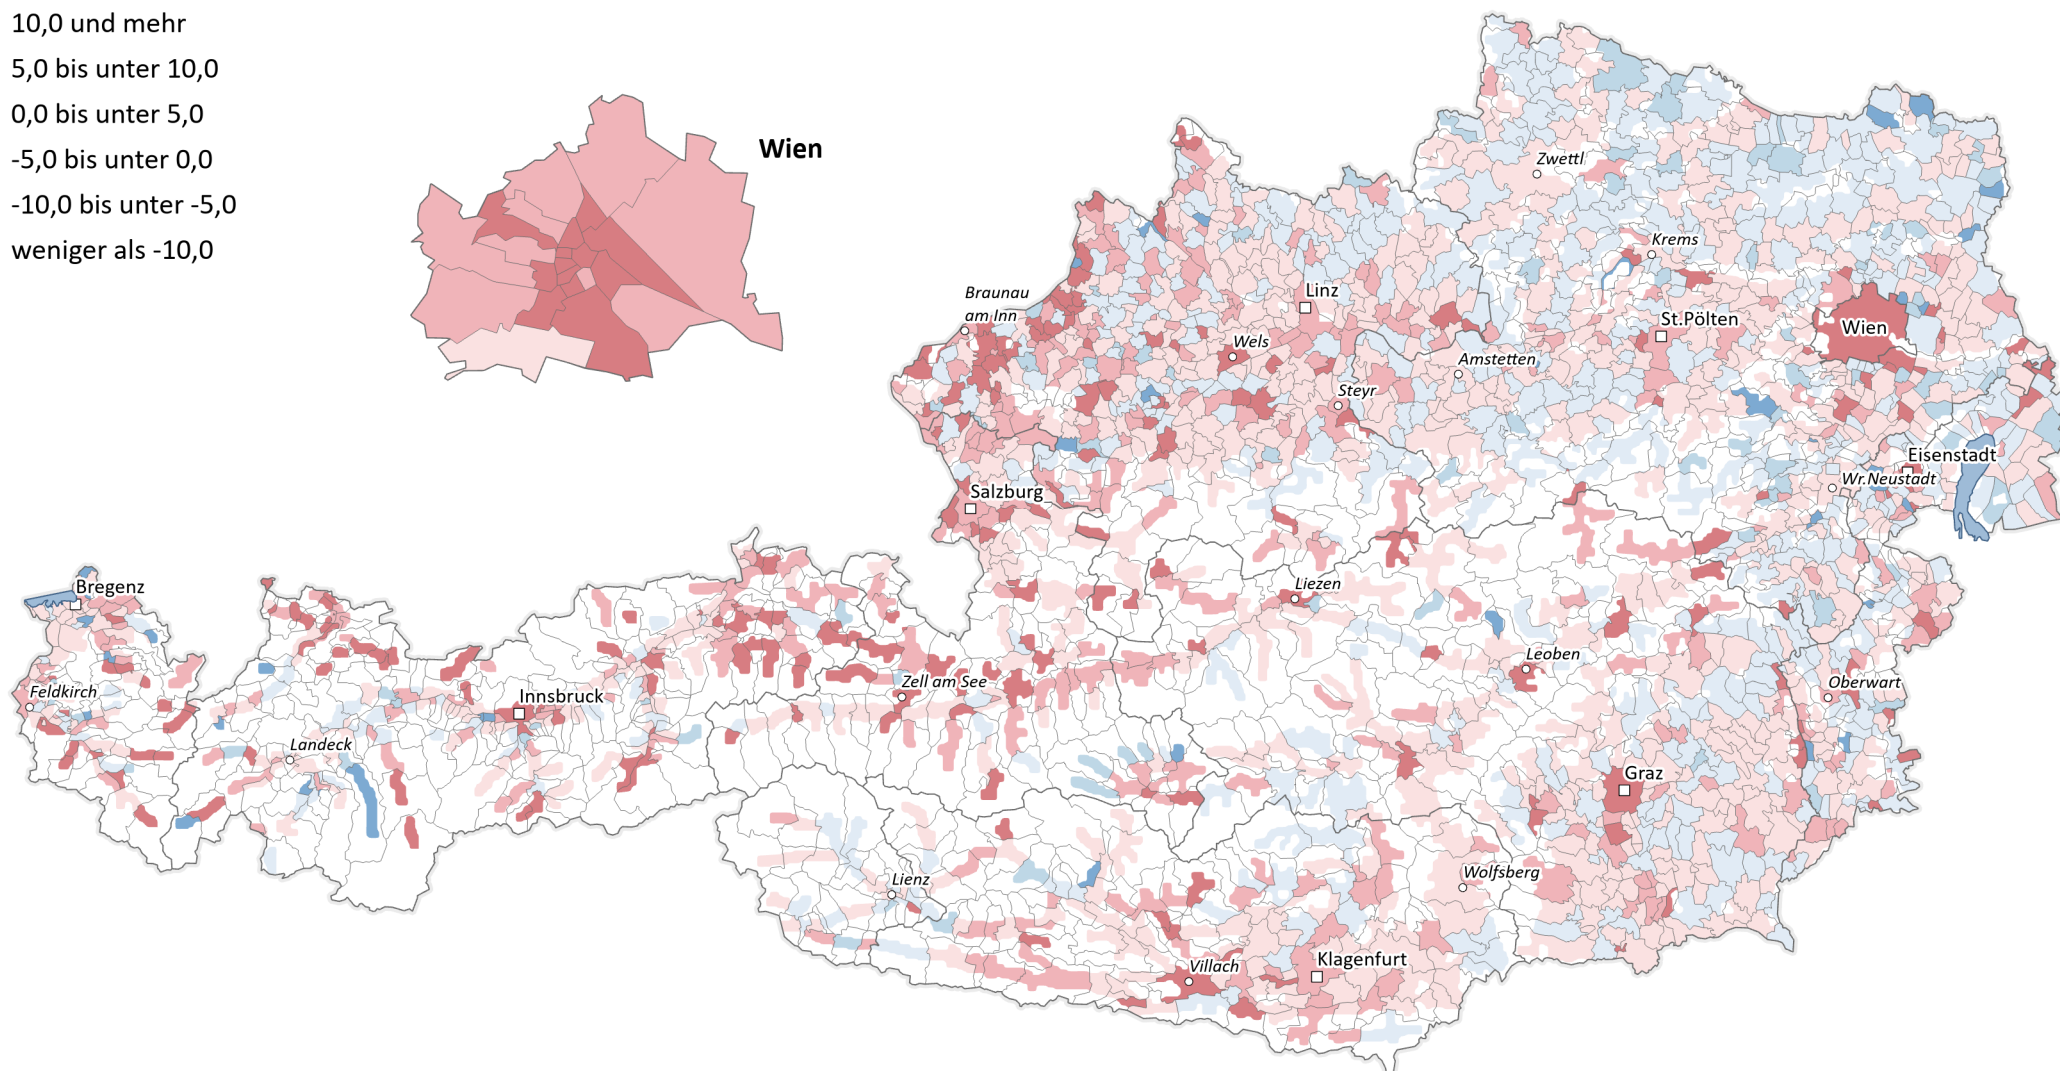 10,0 und mehr
5,0 bis unter 10,0
0,0 bis unter 5,0
-5,0 bis unter 0,0
-10,0 bis unter -5,0
weniger als -10,0
Wien
Zwettl
Krems
Braunau
am Inn
Linz
St.Pölten
Wien
Wels
Amstetten
Steyr
Eisenstadt
Wr.Neustadt
Salzburg
Bregenz
Liezen
Leoben
Feldkirch
Innsbruck
Zell am See
Oberwart
Landeck
Graz
Lienz
Wolfsberg
Villach
Klagenfurt